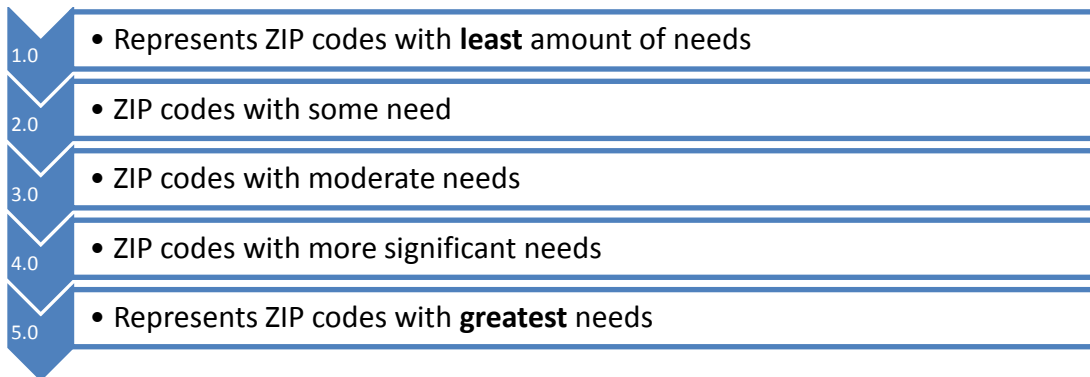 1.0
• Represents ZIP codes with least amount of needs
2.0
• ZIP codes with some need
3.0
• ZIP codes with moderate needs
4.0
• ZIP codes with more significant needs
5.0
• Represents ZIP codes with greatest needs